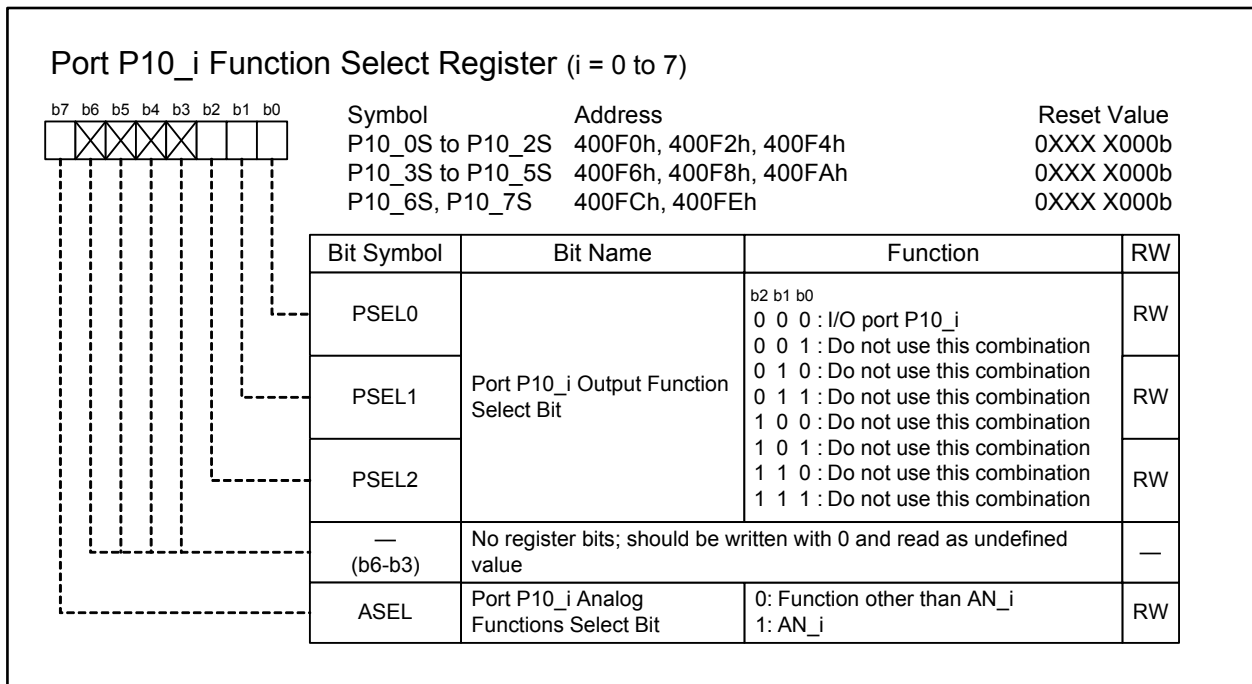 Port P10_i Function Select Register (i = 0 to 7)
b7 b6 b5 b4 b3 b2 b1 b0
Symbol Address Reset Value
P10_0S to P10_2S 400F0h, 400F2h, 400F4h 0XXX X000b
P10_3S to P10_5S 400F6h, 400F8h, 400FAh 0XXX X000b
P10_6S, P10_7S 400FCh, 400FEh 0XXX X000b
Bit Symbol Bit Name Function RW
PSEL0
PSEL1
PSEL2
Port P10_i Output Function
Select Bit
b2 b1 b0
0 0 0 : I/O port P10_i
0 0 1 : Do not use this combination
0 1 0 : Do not use this combination
0 1 1 : Do not use this combination
1 0 0 : Do not use this combination
1 0 1 : Do not use this combination
1 1 0 : Do not use this combination
1 1 1 : Do not use this combination
RW
RW
RW
—
(b6-b3)
No register bits; should be written with 0 and read as undefined
value
—
ASEL
Port P10_i Analog
Functions Select Bit
0: Function other than AN_i
1: AN_i
RW